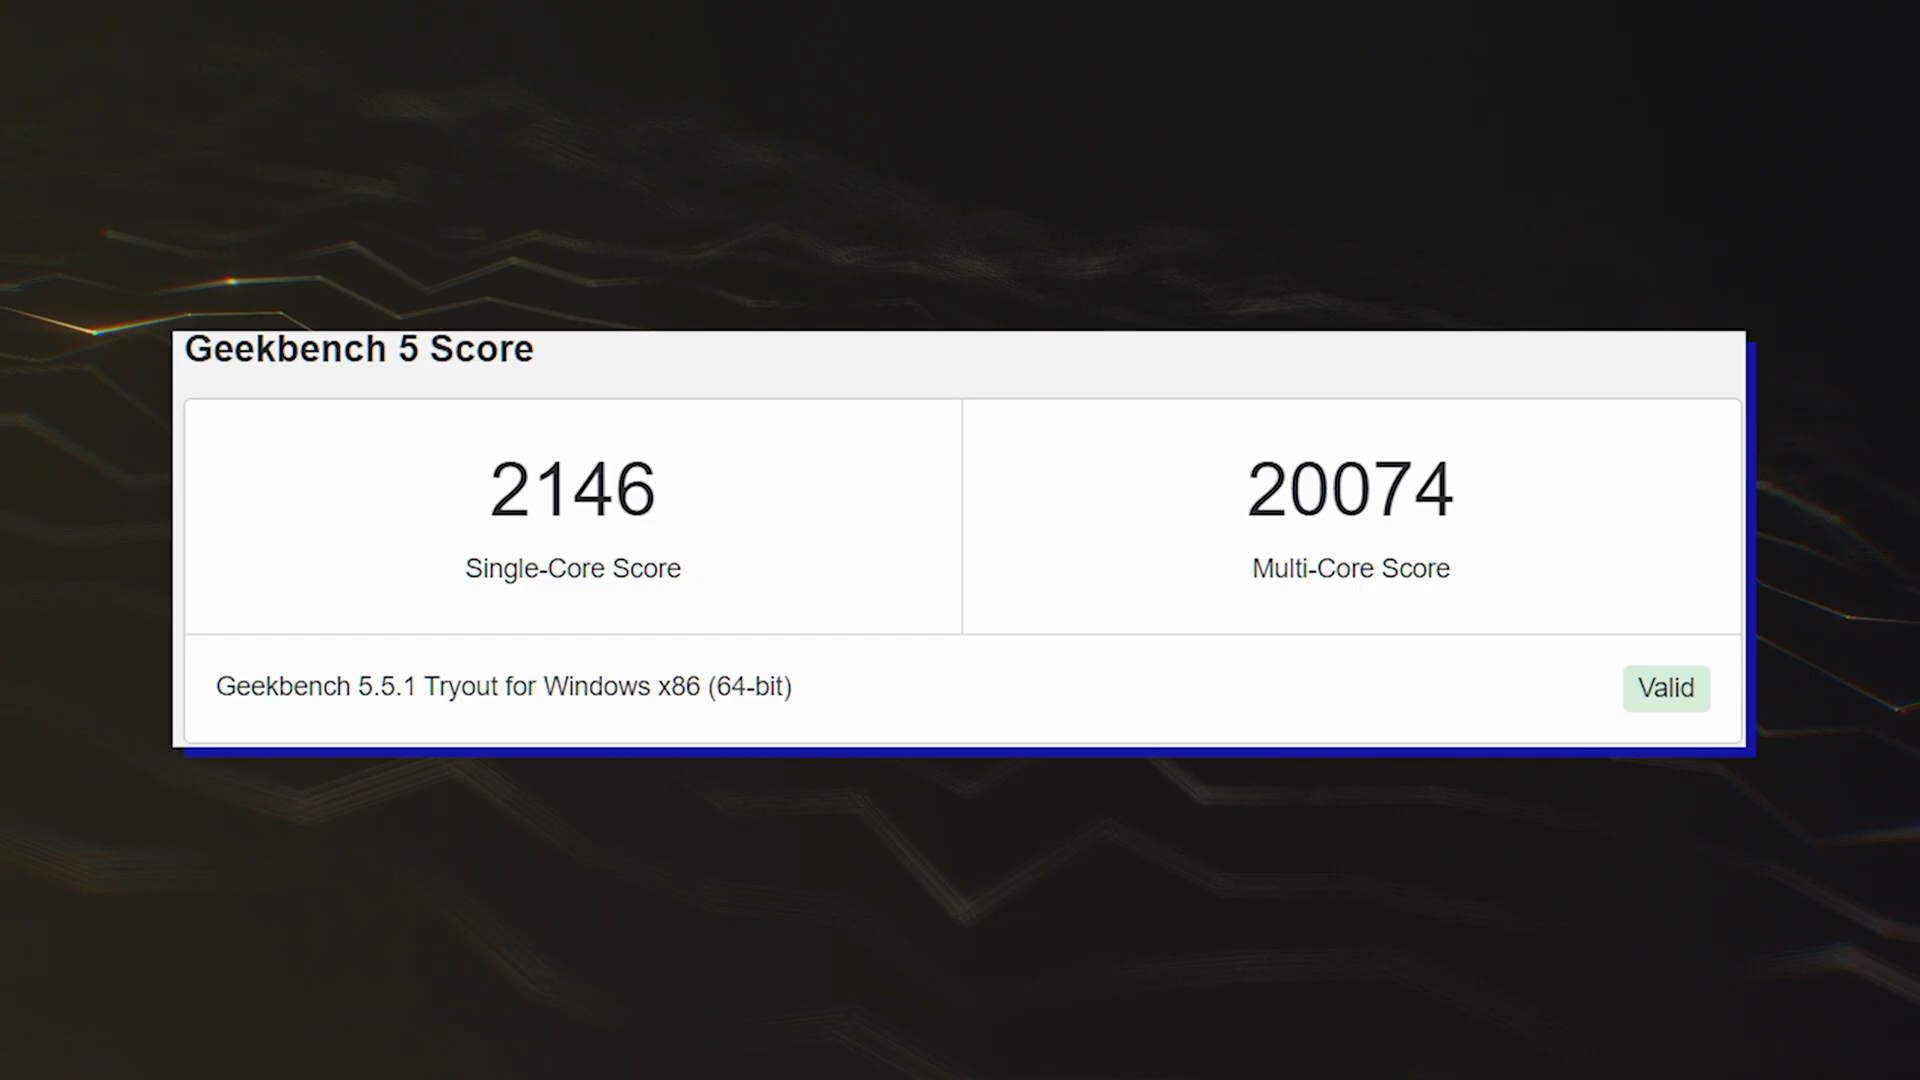 Geekbench 5 Score
2146
20074
Single-Core Score
Multi-Core Score
Geekbench 5.5.1 Tryout for Windows x86 (64-bit)
Valid